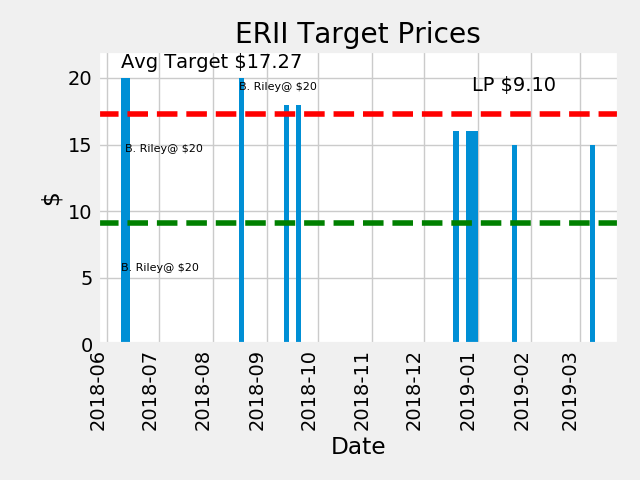 ERII Target Prices
Avg Target $17.27
B. Riley@ $20
LP $9.10
B. Riley@ $20
B. Riley@ $20
$
20
15
10
5
0
2018-06
2018-07
2018-08
2018-09
2018-10
2018-11
2018-12
2019-01
2019-02
2019-03
Date